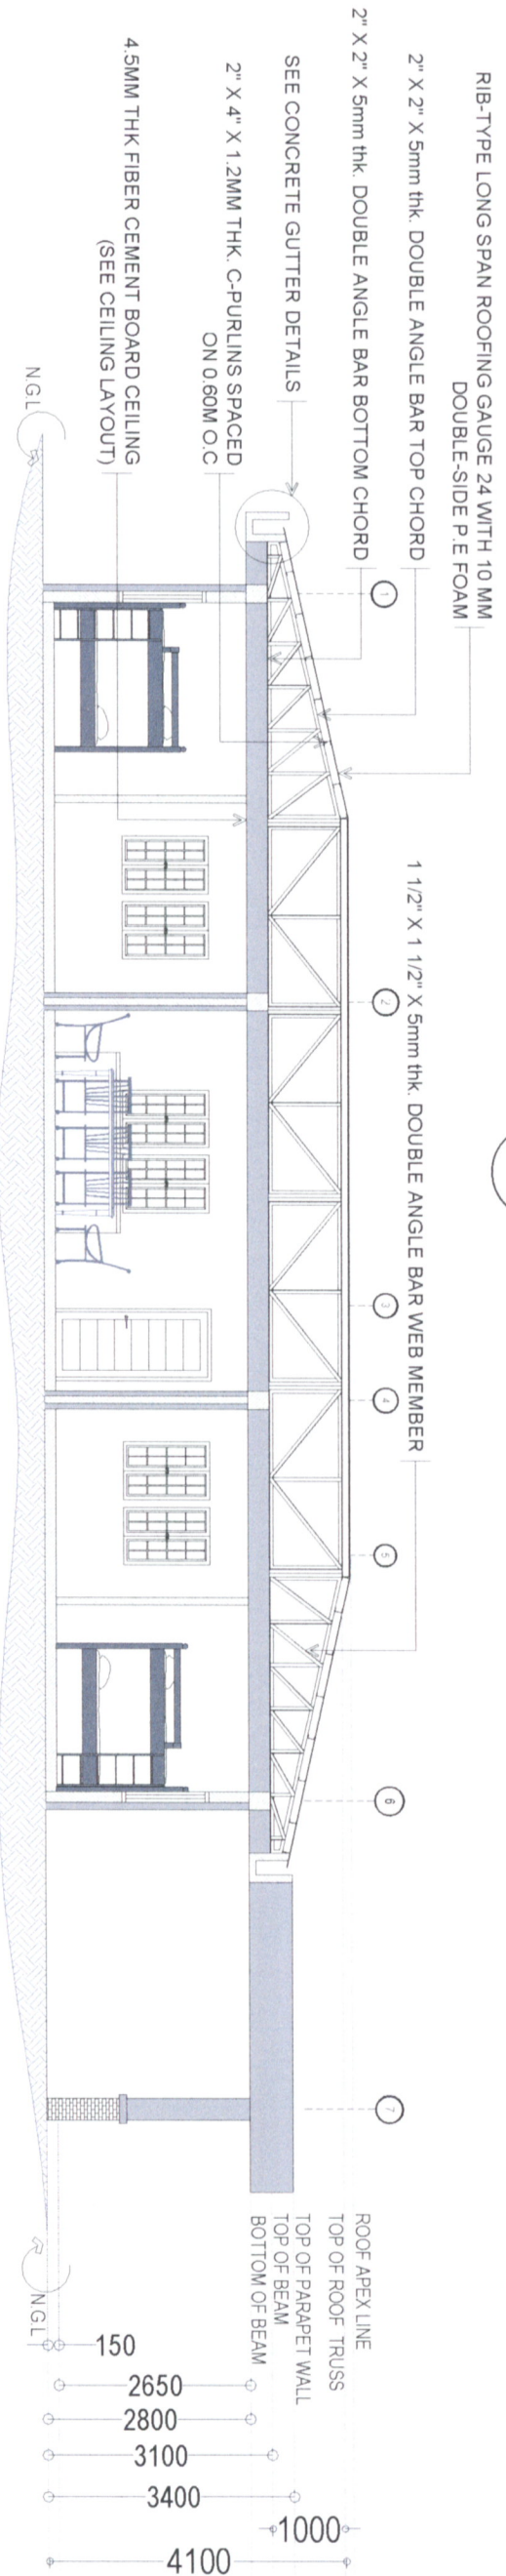 RIB-TYPE LONG SPAN ROOFING GAUGE 24 WITH 10 MM
DOUBLE-SIDE P.E FOAM
2" X 2" X 5mm thk. DOUBLE ANGLE BAR TOP CHORD
2" X 2" X 5mm thk. DOUBLE ANGLE BAR BOTTOM CHORD
SEE CONCRETE GUTTER DETAILS
2" X 4" X 1.2MM THK. C-PURLINS SPACED
ON 0.60M O.C
4.5MM THK FIBER CEMENT BOARD CEILING
(SEE CEILING LAYOUT)
N.G.L
1 1/2" X 1 1/2" X 5mm thk. DOUBLE ANGLE BAR WEB MEMBER
1
2
3
4
5
6
7
ROOF APEX LINE
TOP OF ROOF TRUSS
TOP OF PARAPET WALL
TOP OF BEAM
BOTTOM OF BEAM
N.G.L
150
2650
2800
3100
3400
1000
4100